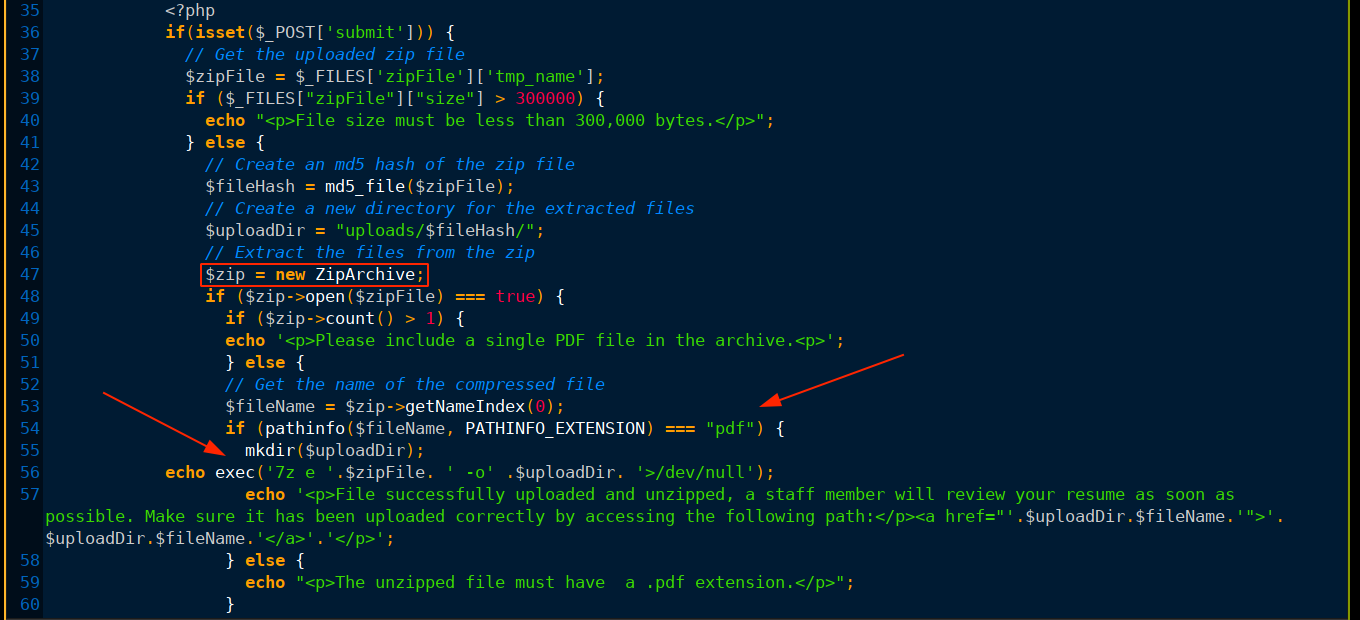 35 <?php
36 if(isset($_POST['submit'])) {
37 // Get the uploaded zip file
38 $zipFile = $_FILES['zipFile']['tmp_name'];
39 if ($_FILES["zipFile"]["size"] > 300000) {
40 echo "<p>File size must be less than 300,000 bytes.</p>";
41 } else {
42 // Create an md5 hash of the zip file
43 $fileHash = md5_file($zipFile);
44 // Create a new directory for the extracted files
45 $uploadDir = "uploads/$fileHash/";
46 // Extract the files from the zip
47 $zip = new ZipArchive;
48 if ($zip->open($zipFile) === true) {
49 if ($zip->count() > 1) {
50 echo '<p>Please include a single PDF file in the archive.<p>';
51 } else {
52 // Get the name of the compressed file
53 $fileName = $zip->getNameIndex(0);
54 if (pathinfo($fileName, PATHINFO_EXTENSION) === "pdf") {
55 mkdir($uploadDir);
56 echo exec('7z e '.$zipFile. ' -o' .$uploadDir. '>/dev/null');
57 echo '<p>File successfully uploaded and unzipped, a staff member will review your resume as soon as
possible. Make sure it has been uploaded correctly by accessing the following path:</p><a href="'.$uploadDir.$fileName.'">'.
$uploadDir.$fileName.'</a>'.'</p>';
58 } else {
59 echo "<p>The unzipped file must have  a .pdf extension.</p>";
60 }